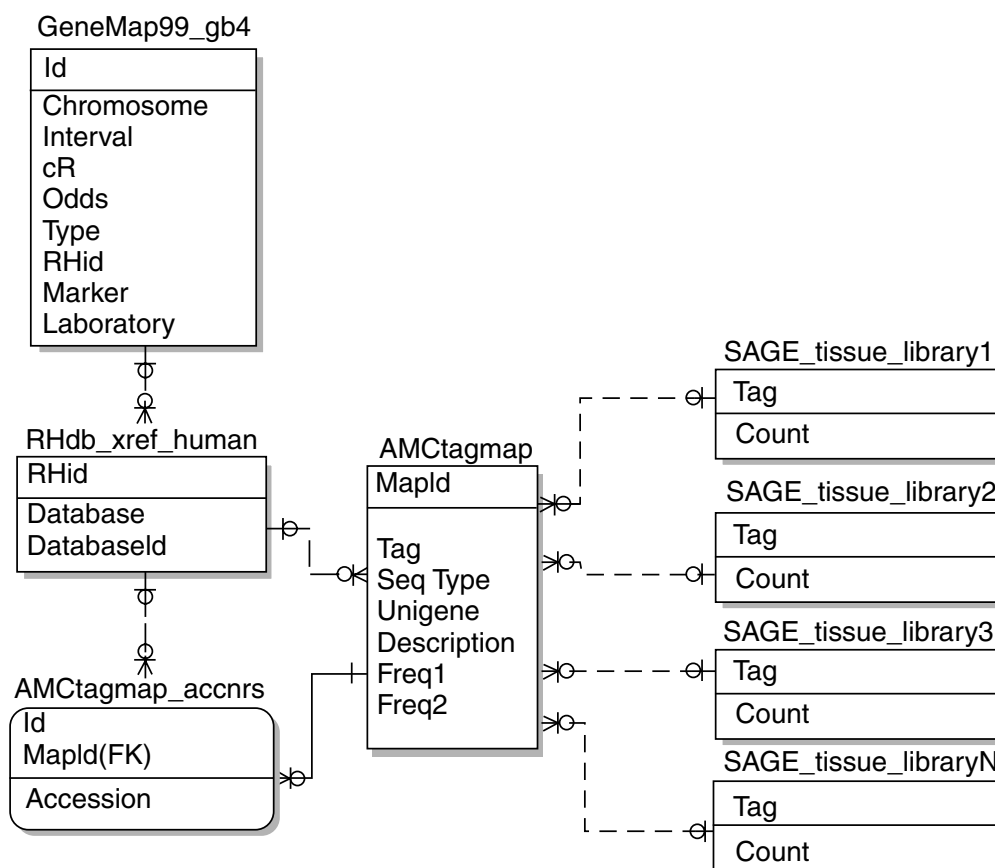 GeneMap99_gb4
Id
Chromosome
Interval
cR
Odds
Type
RHid
Marker
Laboratory
RHdb_xref_human
RHid
Database
DatabaseId
AMCtagmap_accnrs
Id
MapId(FK)
Accession
AMCtagmap
MapId
Tag
Seq Type
Unigene
Description
Freq1
Freq2
SAGE_tissue_library1
Tag
Count
SAGE_tissue_library2
Tag
Count
SAGE_tissue_library3
Tag
Count
SAGE_tissue_libraryN
Tag
Count